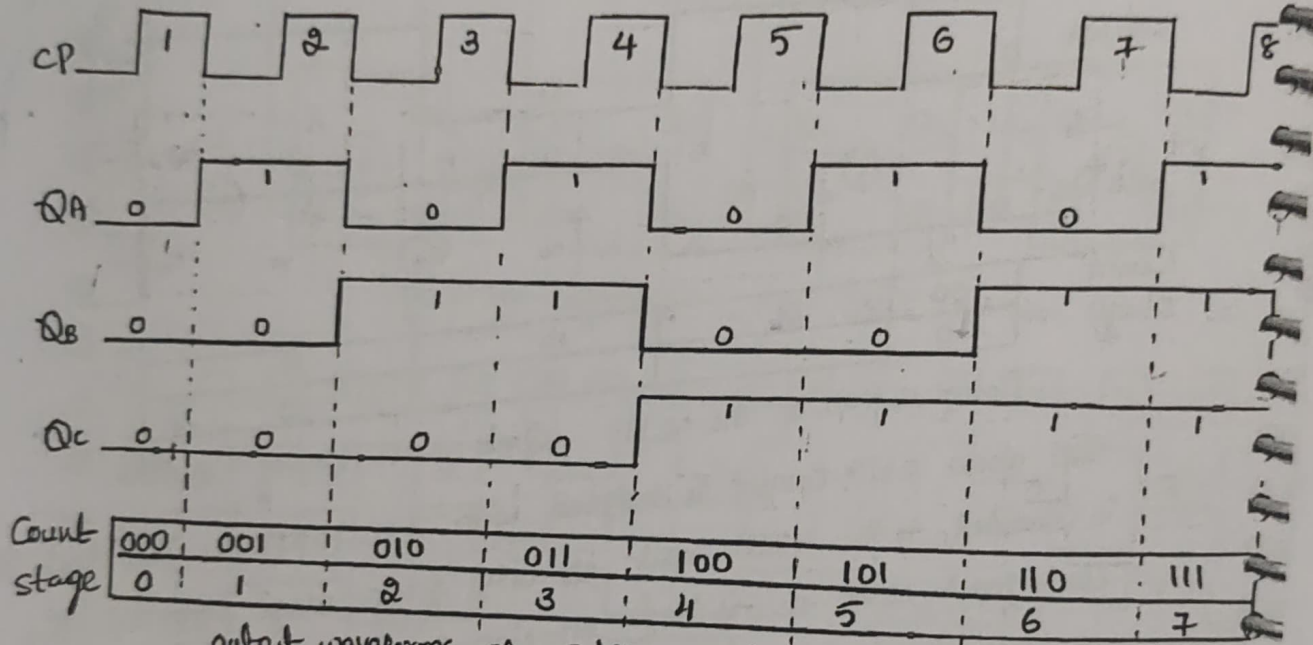 CP 1 2 3 4 5 6 7 8
QA 0 1 0 1 0 1 0 1
QB 0 0 1 1 0 0 1 1
QC 0 0 0 0 1 1 1 1
Count 000 001 010 011 100 101 110 111
stage 0 1 2 3 4 5 6 7
output